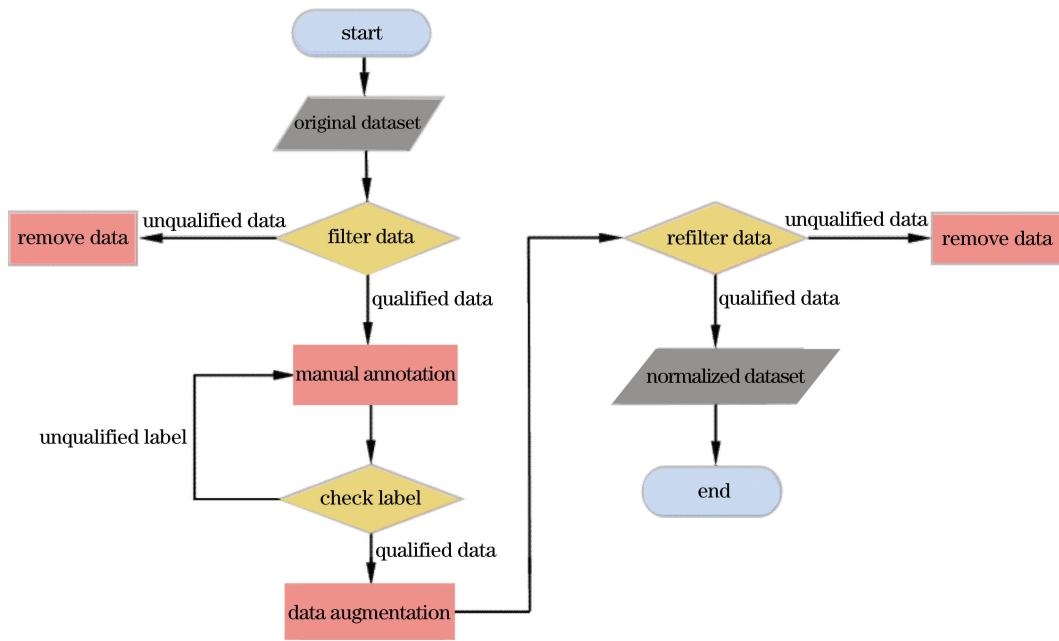 start
original dataset
unqualified data
remove data
filter data
qualified data
manual annotation
unqualified label
check label
qualified data
data augmentation
refilter data
unqualified data
remove data
qualified data
normalized dataset
end